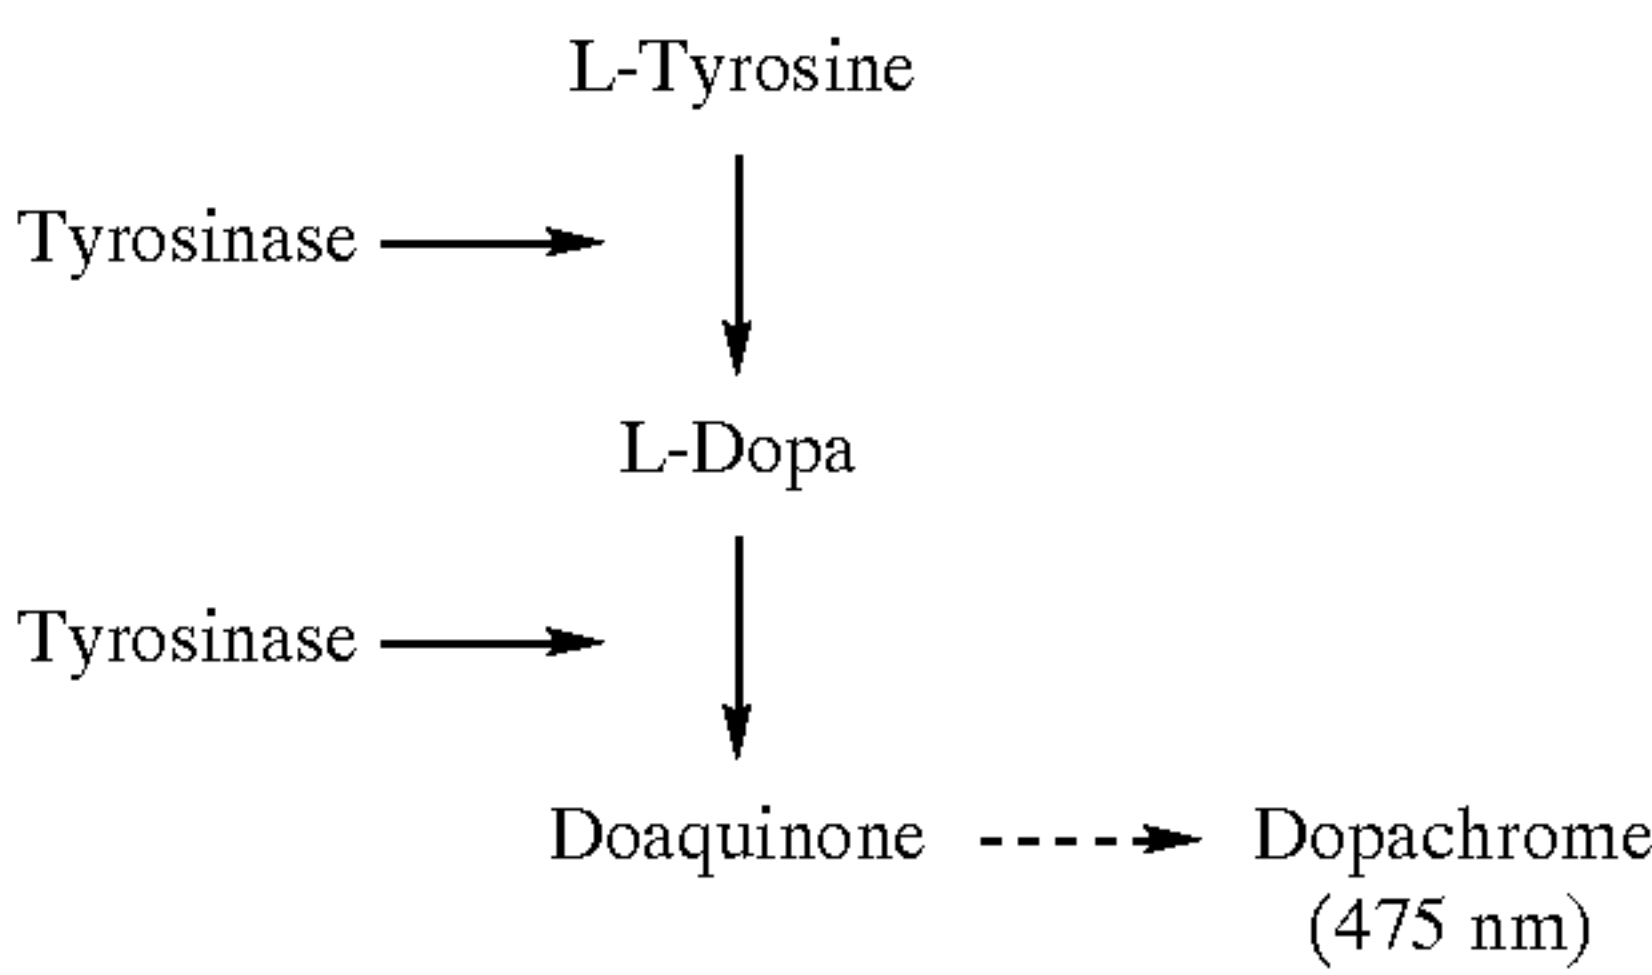 L-Tyrosine
Tyrosinase
L-Dopa
Tyrosinase
Doaquinone
Dopachrome
(475 nm)